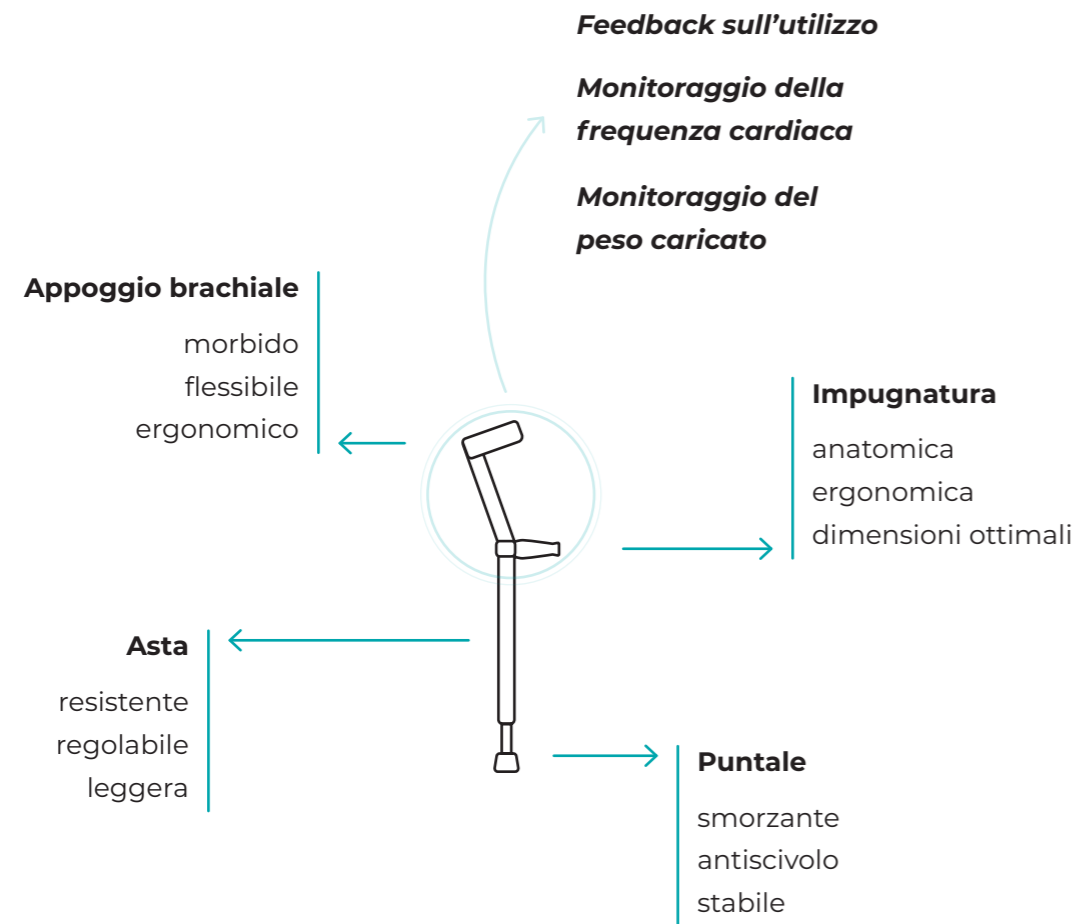 Feedback sull’utilizzo
Monitoraggio della
frequenza cardiaca
Monitoraggio del
peso caricato
Appoggio brachiale
morbido
flessibile
ergonomico
Impugnatura
anatomica
ergonomica
dimensioni ottimali
Asta
resistente
regolabile
leggera
Puntale
smorzante
antiscivolo
stabile